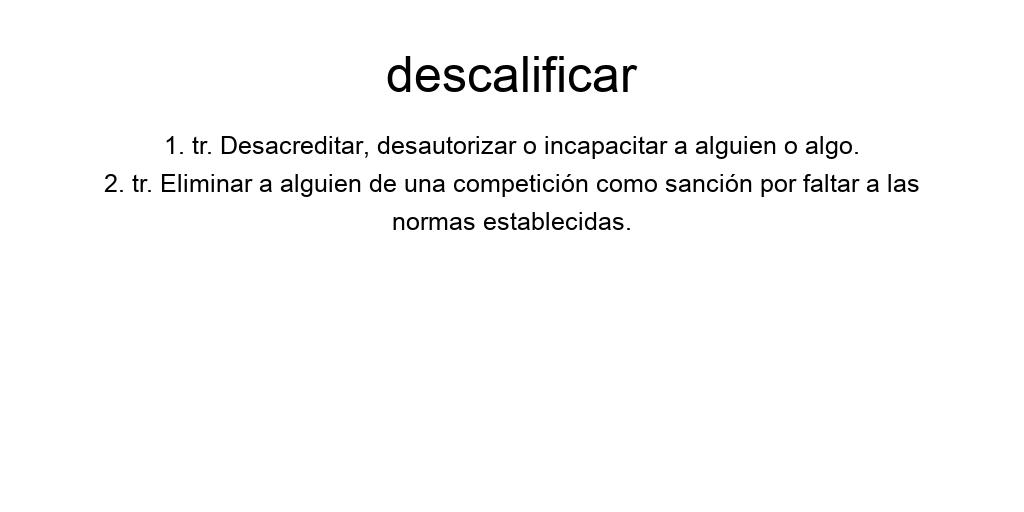 descalificar
1. tr. Desacreditar, desautorizar o incapacitar a alguien o algo.
2. tr. Eliminar a alguien de una competición como sanción por faltar a las
normas establecidas.